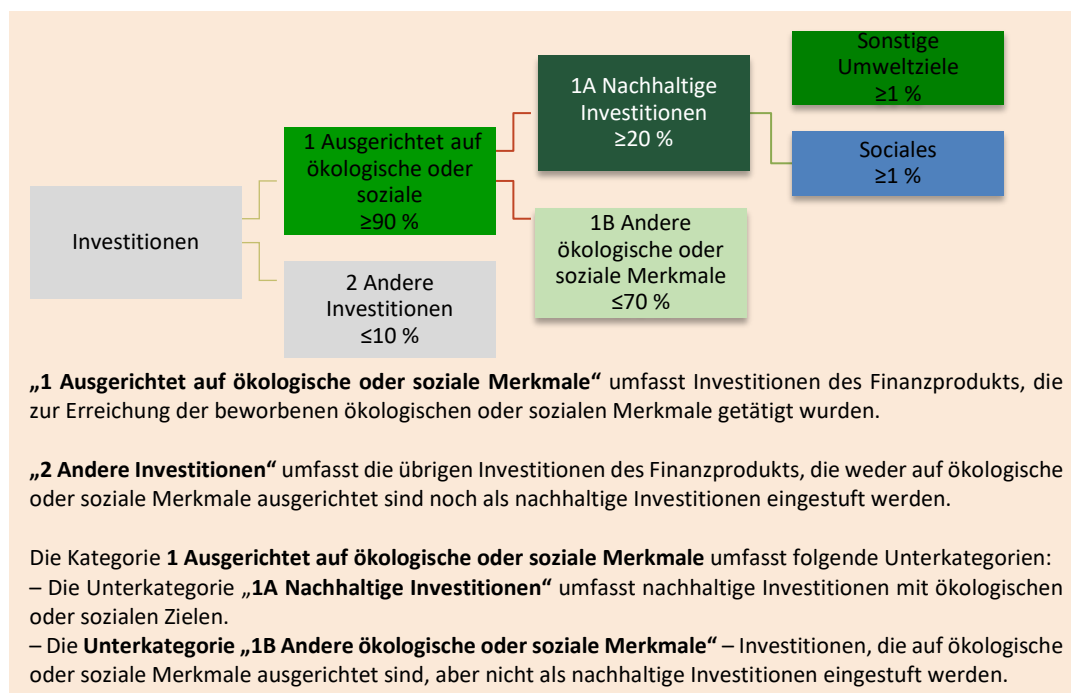 Investitionen
1 Ausgerichtet auf
ökologische oder
soziale
≥90 %
2 Andere
Investitionen
≤10 %
1A Nachhaltige
Investitionen
≥20 %
1B Andere
ökologische oder
soziale Merkmale
≤70 %
Sonstige
Umweltziele
≥1 %
Sociales
≥1 %
„1 Ausgerichtet auf ökologische oder soziale Merkmale“ umfasst Investitionen des Finanzprodukts, die
zur Erreichung der beworbenen ökologischen oder sozialen Merkmale getätigt wurden.
„2 Andere Investitionen“ umfasst die übrigen Investitionen des Finanzprodukts, die weder auf ökologische
oder soziale Merkmale ausgerichtet sind noch als nachhaltige Investitionen eingestuft werden.
Die Kategorie 1 Ausgerichtet auf ökologische oder soziale Merkmale umfasst folgende Unterkategorien:
– Die Unterkategorie „1A Nachhaltige Investitionen“ umfasst nachhaltige Investitionen mit ökologischen
oder sozialen Zielen.
– Die Unterkategorie „1B Andere ökologische oder soziale Merkmale“ – Investitionen, die auf ökologische
oder soziale Merkmale ausgerichtet sind, aber nicht als nachhaltige Investitionen eingestuft werden.